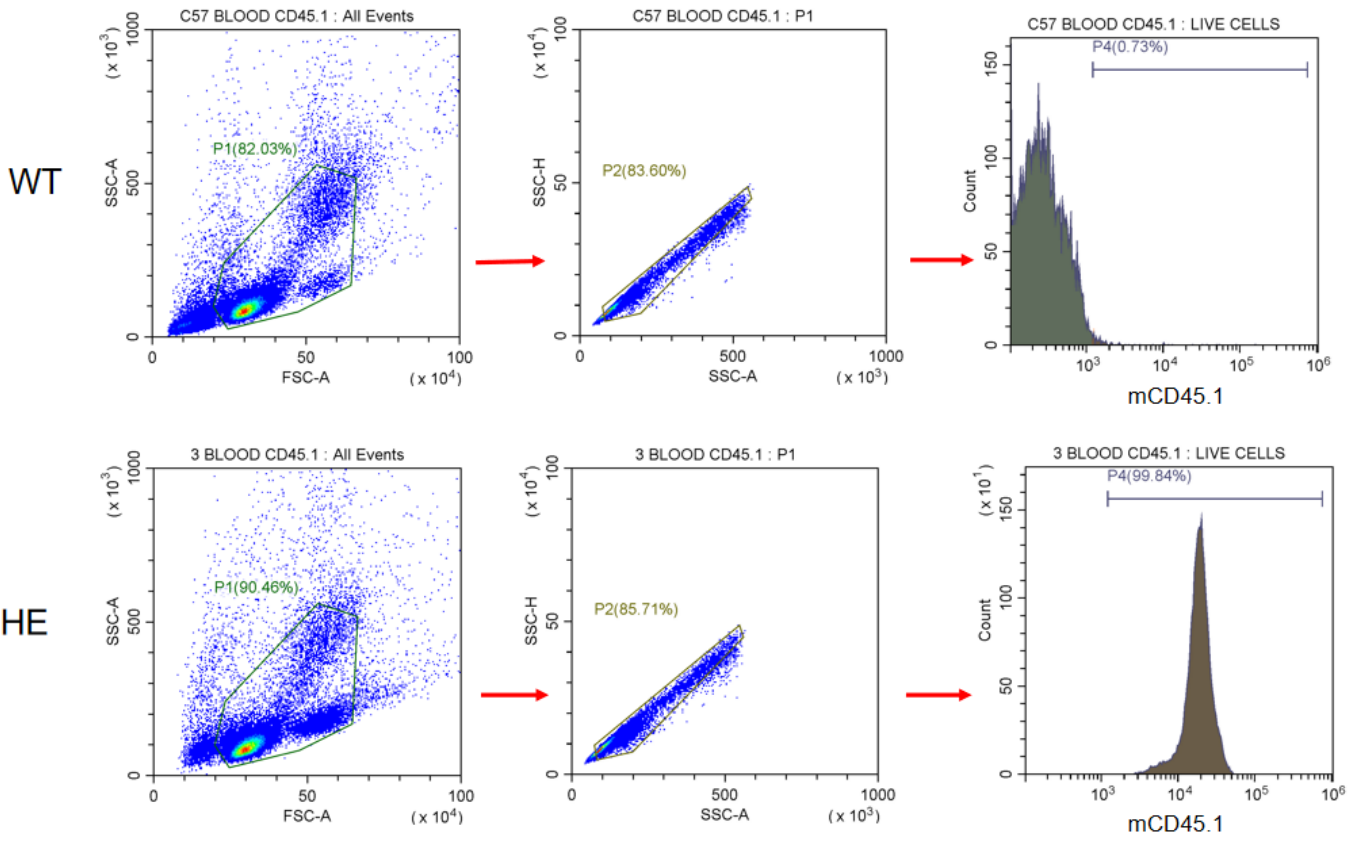 C57 BLOOD CD45.1 : All Events
(x 10³)
1000
500
0
SSC-A
P1(82.03%)
0 50 100
FSC-A (x 10⁴)
C57 BLOOD CD45.1 : P1
(x 10⁴)
100
50
0
SSC-H
P2(83.60%)
0 500 1000
SSC-A (x 10³)
C57 BLOOD CD45.1 : LIVE CELLS
P4(0.73%)
150
100
50
0
Count
10³ 10⁴ 10⁵ 10⁶
mCD45.1
WT
3 BLOOD CD45.1 : All Events
(x 10³)
1000
500
0
SSC-A
P1(90.46%)
0 50 100
FSC-A (x 10⁴)
3 BLOOD CD45.1 : P1
(x 10⁴)
100
50
0
SSC-H
P2(85.71%)
0 500 1000
SSC-A (x 10³)
3 BLOOD CD45.1 : LIVE CELLS
P4(99.84%)
(x 10¹)
150
100
50
0
Count
10³ 10⁴ 10⁵ 10⁶
mCD45.1
HE